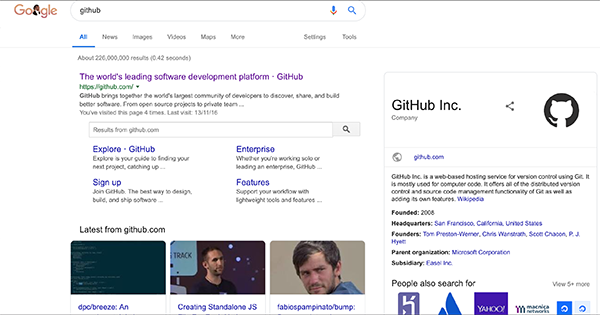 Google
github
All News Images Videos Maps More Settings Tools
About 226,000,000 results (0.42 seconds)
The world's leading software development platform · GitHub
https://github.com/
GitHub brings together the world's largest community of developers to discover, share, and build
better software. From open source projects to private team ...
You've visited this page 4 times. Last visit: 13/11/16
Results from github.com
Explore · GitHub
Explore is your guide to finding your
next project, catching up ...
Enterprise
Whether you're working solo or
leading an enterprise, GitHub ...
Sign up
Join GitHub. The best way to design,
build, and ship software ...
Features
Support your workflow with
lightweight tools and features ...
Latest from github.com
TRACK
dpc/breeze: An
Creating Standalone JS
fabiospampinato/bump:
GitHub Inc.
Company
github.com
GitHub Inc. is a web-based hosting service for version control using Git. It
is mostly used for computer code. It offers all of the distributed version
control and source code management functionality of Git as well as
adding its own features. Wikipedia
Founded: 2008
Headquarters: San Francisco, California, United States
Founders: Tom Preston-Werner, Chris Wanstrath, Scott Chacon, P. J.
Hyett
Parent organization: Microsoft Corporation
Subsidiary: Easel Inc.
People also search for
View 5+ more
YAHOO!
macnica
networks